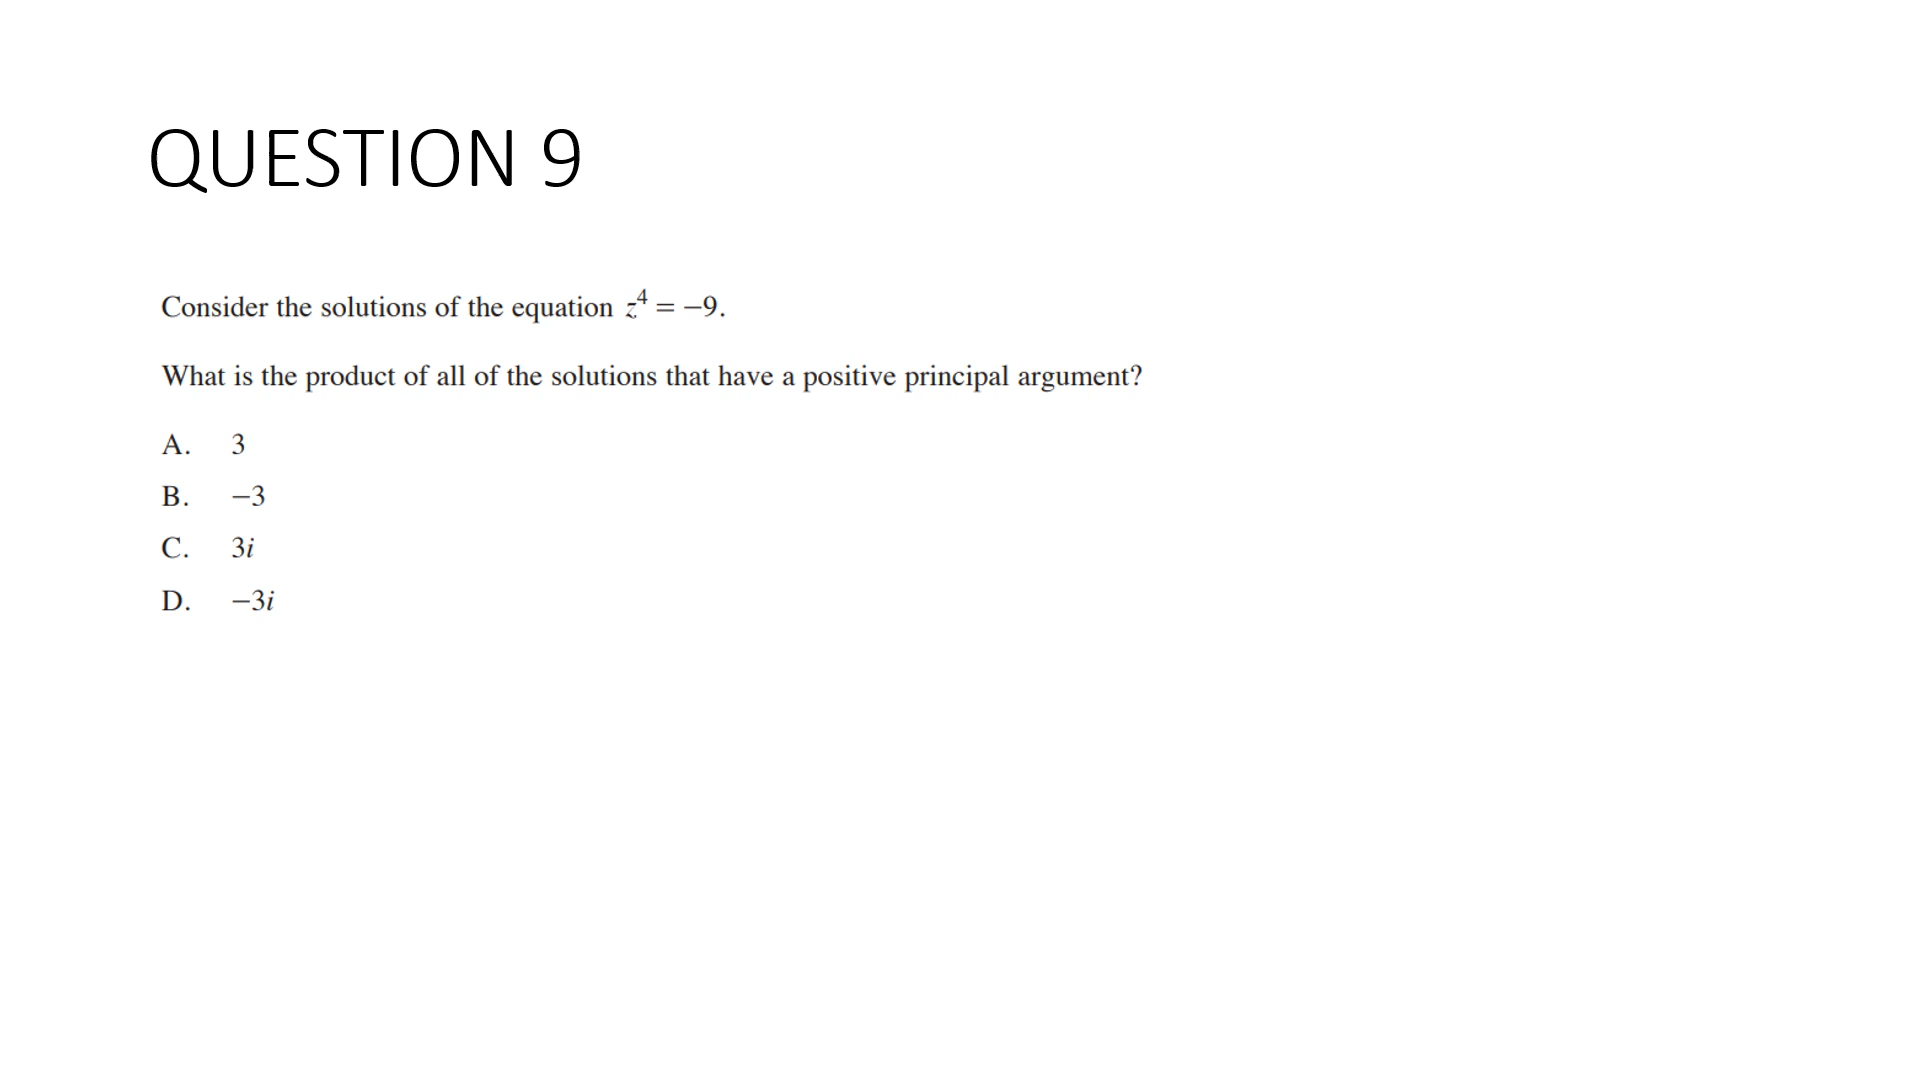 QUESTION 9
Consider the solutions of the equation z⁴ = −9.
What is the product of all of the solutions that have a positive principal argument?
A. 3
B. −3
C. 3i
D. −3i